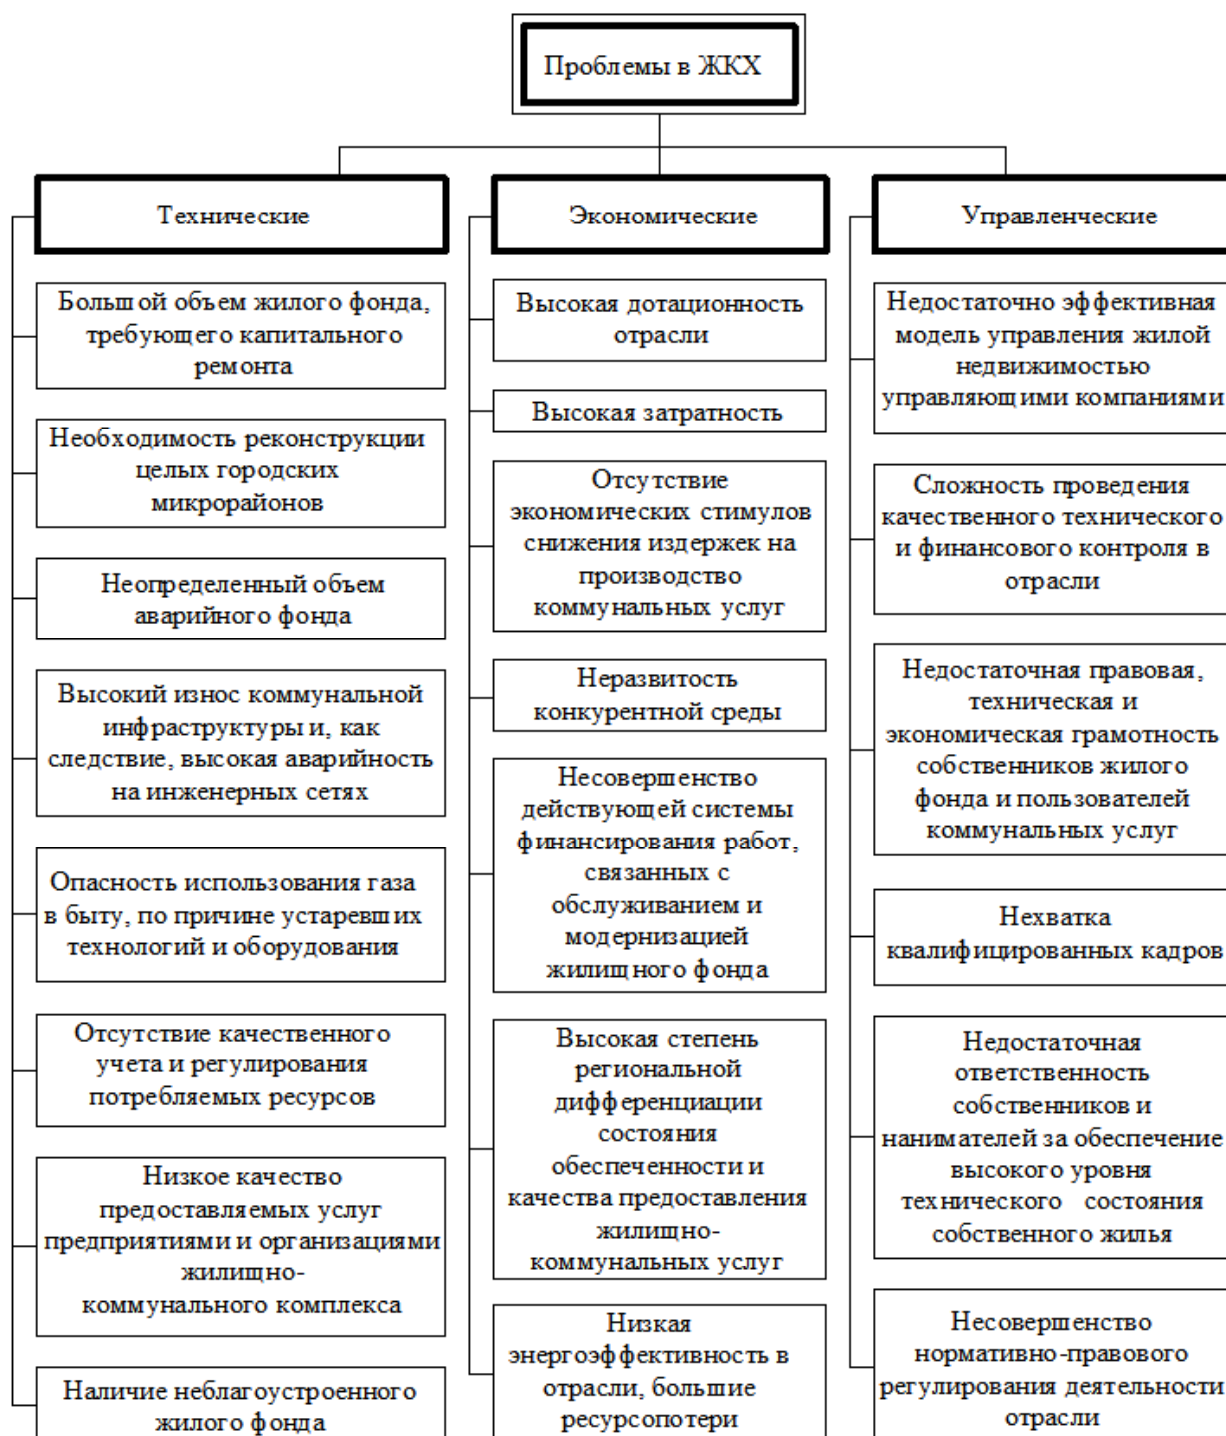 Проблемы в ЖКХ
Технические
Большой объем жилого фонда,
требующего капитального
ремонта
Необходимость реконструкции
целых городских
микрорайонов
Неопределенный объем
аварийного фонда
Высокий износ коммунальной
инфраструктуры и, как
следствие, высокая аварийность
на инженерных сетях
Опасность использования газа
в быту, по причине устаревших
технологий и оборудования
Отсутствие качественного
учета и регулирования
потребляемых ресурсов
Низкое качество
предоставляемых услуг
предприятиями и организациями
жилищно-
коммунального комплекса
Наличие неблагоустроенного
жилого фонда
Экономические
Высокая дотационность
отрасли
Высокая затратность
Отсутствие
экономических стимулов
снижения издержек на
производство
коммунальных услуг
Неразвитость
конкурентной среды
Несовершенство
действующей системы
финансирования работ,
связанных с
обслуживанием и
модернизацией
жилищного фонда
Высокая степень
региональной
дифференциации
состояния
обеспеченности и
качества предоставления
жилищно-
коммунальных услуг
Низкая
энергоэффективность в
отрасли, большие
ресурсопотери
Управленческие
Недостаточно эффективная
модель управления жилой
недвижимостью
управляющими компаниями
Сложность проведения
качественного технического
и финансового контроля в
отрасли
Недостаточная правовая,
техническая и
экономическая грамотность
собственников жилого
фонда и пользователей
коммунальных услуг
Нехватка
квалифицированных кадров
Недостаточная
ответственность
собственников и
нанимателей за обеспечение
высокого уровня
технического состояния
собственного жилья
Несовершенство
нормативно-правового
регулирования деятельности
отрасли